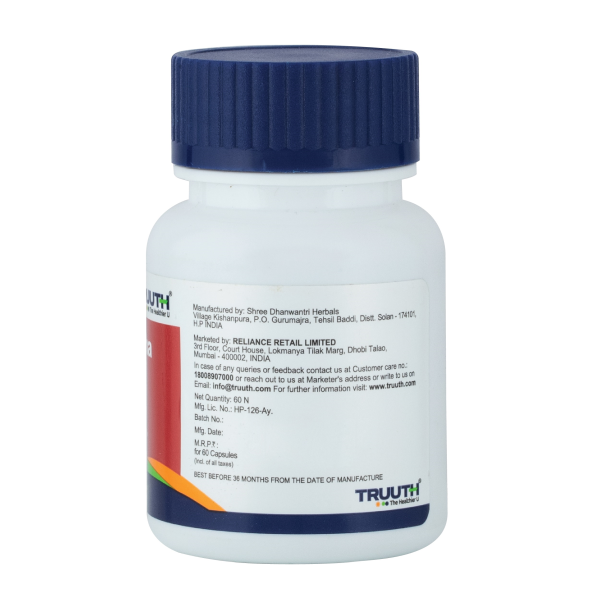 TRUUTH®
The Healthier U
a
Manufactured by: Shree Dhanwantri Herbals
Village Kishanpura, P.O. Gurumajra, Tehsil Baddi, Distt. Solan - 174101,
H.P INDIA
Marketed by: RELIANCE RETAIL LIMITED
3rd Floor, Court House, Lokmanya Tilak Marg, Dhobi Talao,
Mumbai - 400002, INDIA
In case of any queries or feedback contact us at Customer care no.:
18008907000 or reach out to us at Marketer's address or write to us on
Email: info@truuth.com For further information visit: www.truuth.com
Net Quantity: 60 N
Mfg. Lic. No.: HP-126-Ay.
Batch No.:
Mfg. Date:
M.R.P.₹:
for 60 Capsules
(Incl. of all taxes)
BEST BEFORE 36 MONTHS FROM THE DATE OF MANUFACTURE
TRUUTH®
The Healthier U